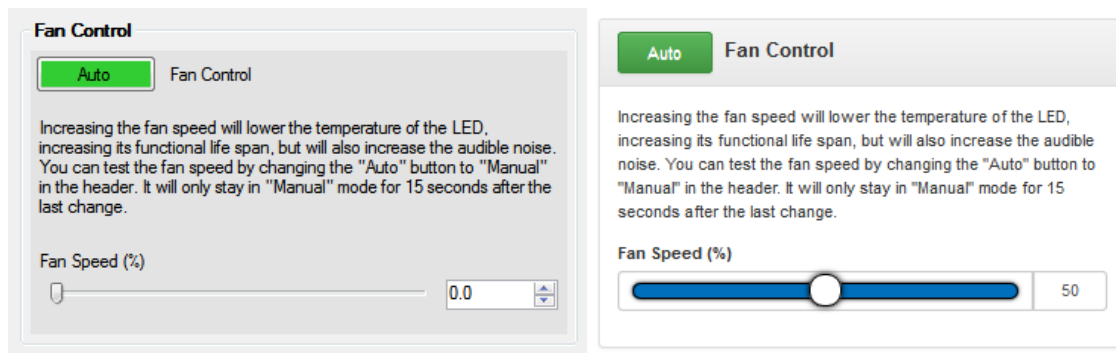 Fan Control
Auto Fan Control
Increasing the fan speed will lower the temperature of the LED,
increasing its functional life span, but will also increase the audible noise.
You can test the fan speed by changing the "Auto" button to "Manual"
in the header. It will only stay in "Manual" mode for 15 seconds after the
last change.
Fan Speed (%)
0.0
Auto Fan Control
Increasing the fan speed will lower the temperature of the LED,
increasing its functional life span, but will also increase the audible
noise. You can test the fan speed by changing the "Auto" button to
"Manual" in the header. It will only stay in "Manual" mode for 15
seconds after the last change.
Fan Speed (%)
50